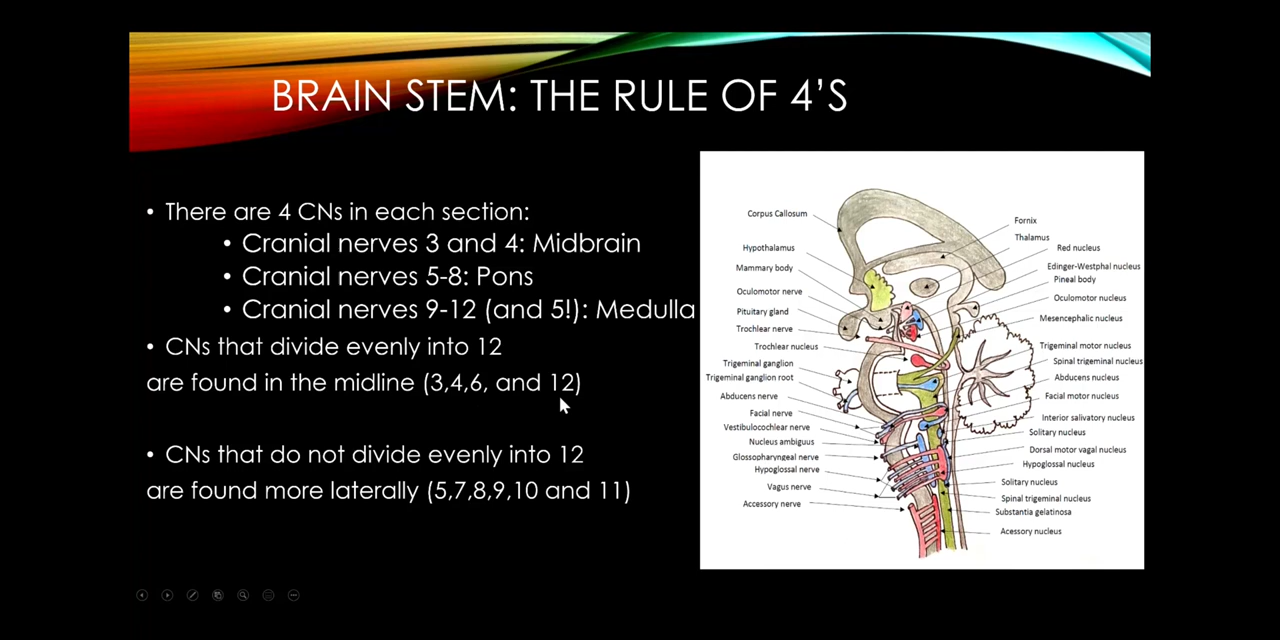 BRAIN STEM: THE RULE OF 4'S
• There are 4 CNs in each section:
• Cranial nerves 3 and 4: Midbrain
• Cranial nerves 5-8: Pons
• Cranial nerves 9-12 (and 5!): Medulla
• CNs that divide evenly into 12
are found in the midline (3,4,6, and 12)
• CNs that do not divide evenly into 12
are found more laterally (5,7,8,9,10 and 11)
Corpus Callosum
Hypothalamus
Mammary body
Oculomotor nerve
Pituitary gland
Trochlear nerve
Trochlear nucleus
Trigeminal ganglion
Trigeminal ganglion root
Abducens nerve
Facial nerve
Vestibulocochlear nerve
Nucleus ambiguus
Glossopharyngeal nerve
Hypoglossal nerve
Vagus nerve
Accessory nerve
Fornix
Thalamus
Red nucleus
Edinger-Westphal nucleus
Pineal body
Oculomotor nucleus
Mesencephalic nucleus
Trigeminal motor nucleus
Spinal trigeminal nucleus
Abducens nucleus
Facial motor nucleus
Interior salivatory nucleus
Solitary nucleus
Dorsal motor vagal nucleus
Hypoglossal nucleus
Solitary nucleus
Spinal trigeminal nucleus
Substantia gelatinosa
Acessory nucleus